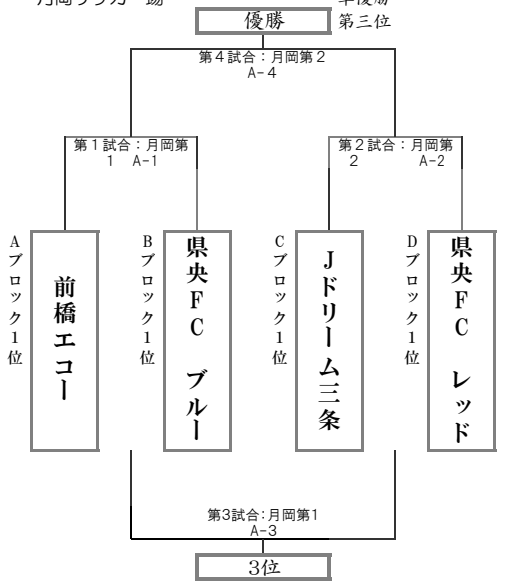 優勝
第三位
第4試合：月岡第2
A-4
第1試合：月岡第
1 A-1
第2試合：月岡第
2 A-2
Aブロック1位
前橋エコー
Bブロック1位
県央FC ブルー
Cブロック1位
Jドリーム三条
Dブロック1位
県央FC レッド
第3試合：月岡第1
A-3
3位